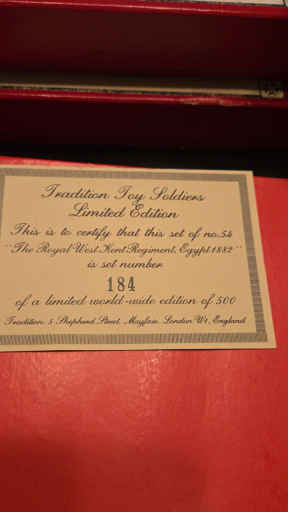 Tradition Toy Soldiers
Limited Edition
This is to certify that this set of no.54
"The Royal West Kent Regiment, Egypt 1882"
is set number
184
of a limited world-wide edition of 500
Tradition, 5 Shepherd Street, Mayfair, London W1, England